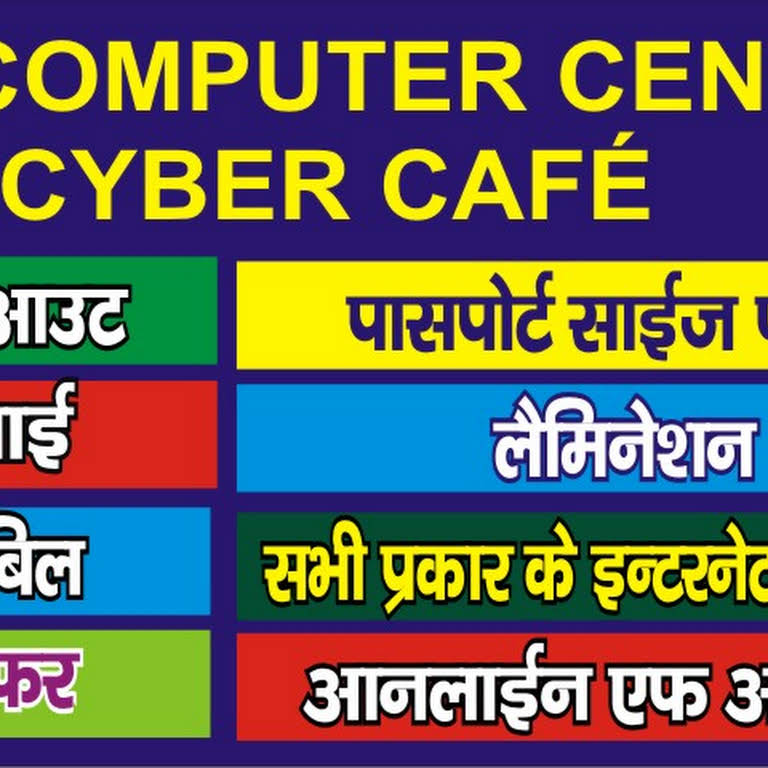 COMPUTER CEN
CYBER CAFÉ
आउट
पासपोर्ट साईज
लैमिनेशन
बिल
सभी प्रकार के इन्टरनेट
फर
आनलाईन एफ